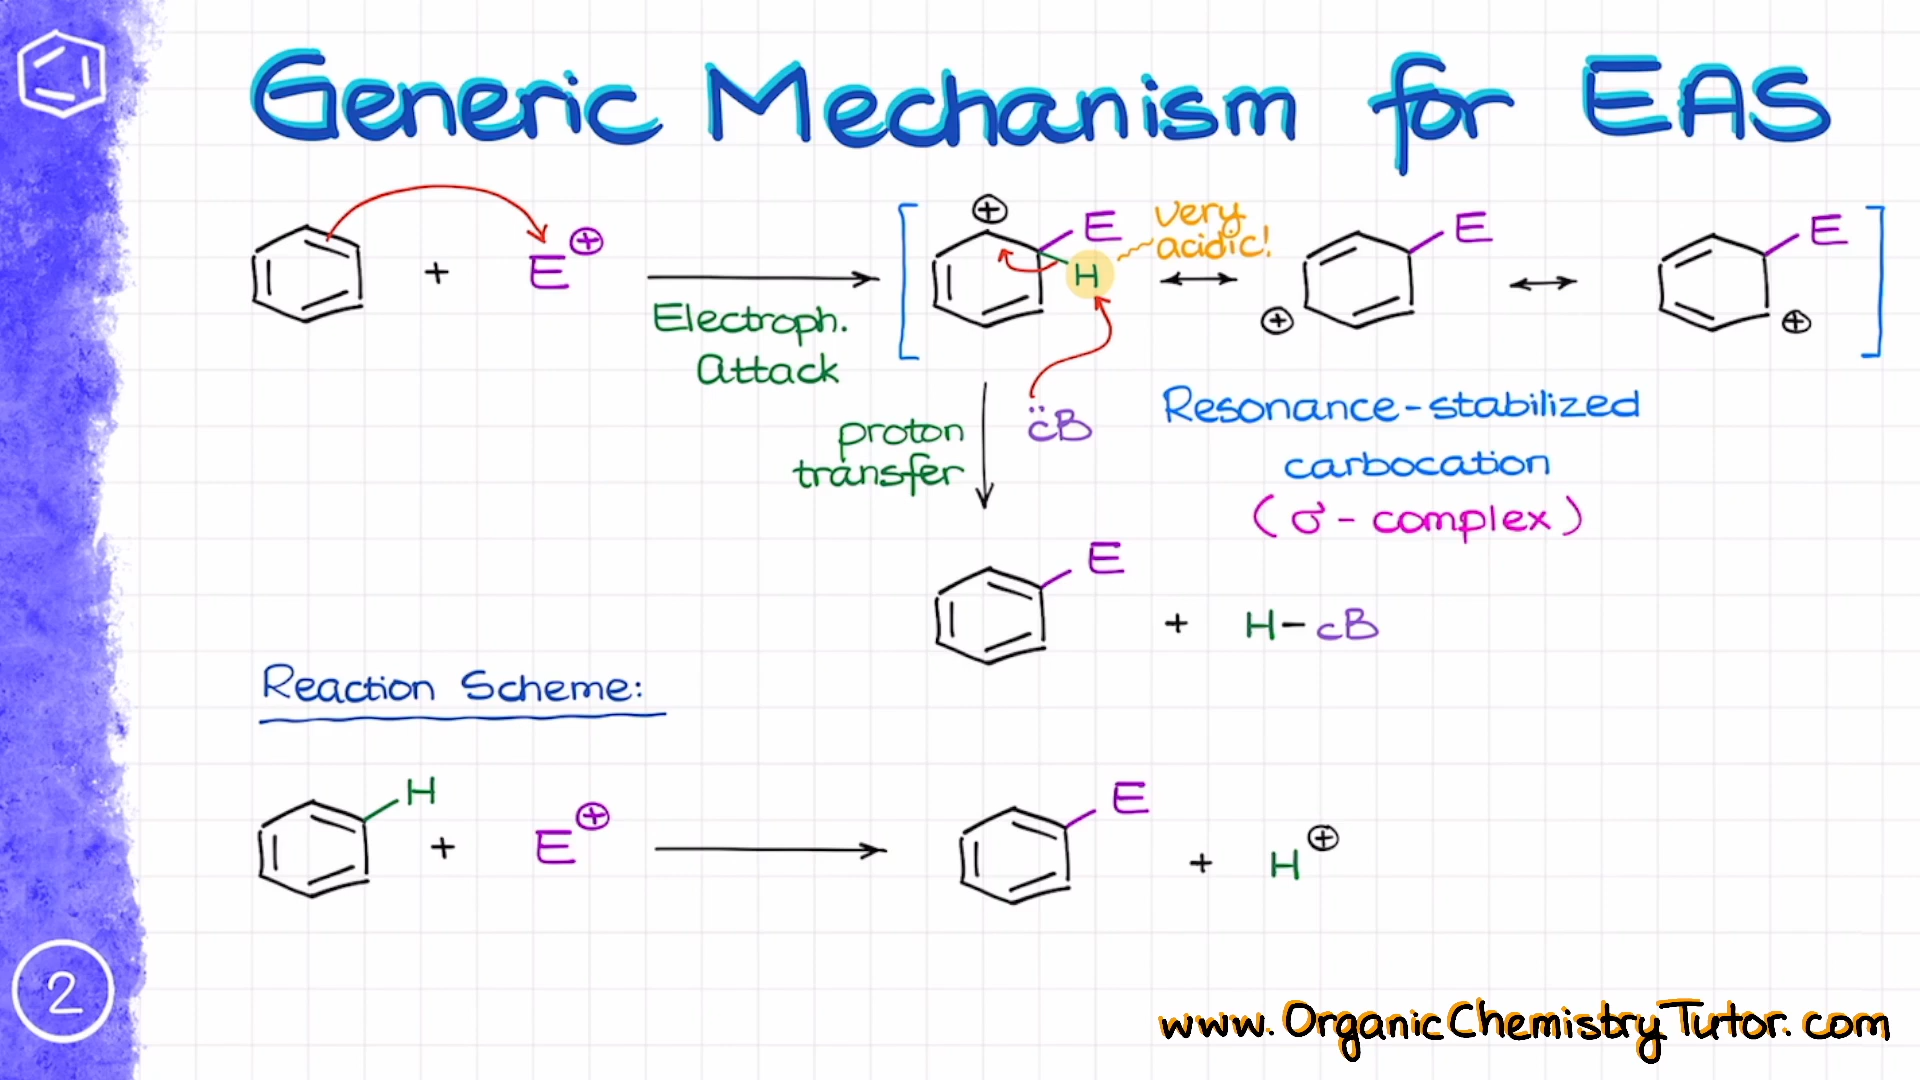 Generic Mechanism for EAS
+ E⊕
Electroph.
Attack
⊕ E H
very
acidic!
E ⊕
E ⊕
proton
transfer
:cB
Resonance-stabilized
carbocation
(σ-complex)
E
+ H-cB
Reaction Scheme:
H + E⊕
E + H⊕
2
www.OrganicChemistryTutor.com